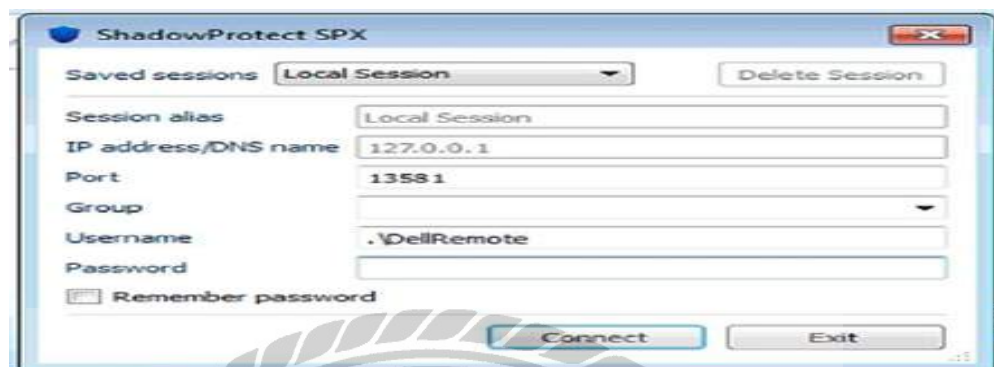 ShadowProtect SPX
Saved sessions Local Session Delete Session
Session alias Local Session
IP address/DNS name 127.0.0.1
Port 13581
Group
Username .\DellRemote
Password
Remember password
Connect Exit